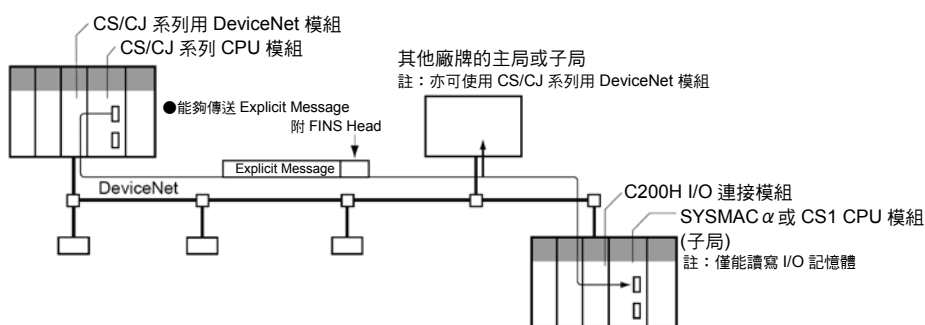 CS/CJ 系列用 DeviceNet 模組
CS/CJ 系列 CPU 模組
其他廠牌的主局或子局
註：亦可使用 CS/CJ 系列用 DeviceNet 模組
●能夠傳送 Explicit Message
附 FINS Head
Explicit Message
DeviceNet
C200H I/O 連接模組
SYSMAC α 或 CS1 CPU 模組
(子局)
註：僅能讀寫 I/O 記憶體